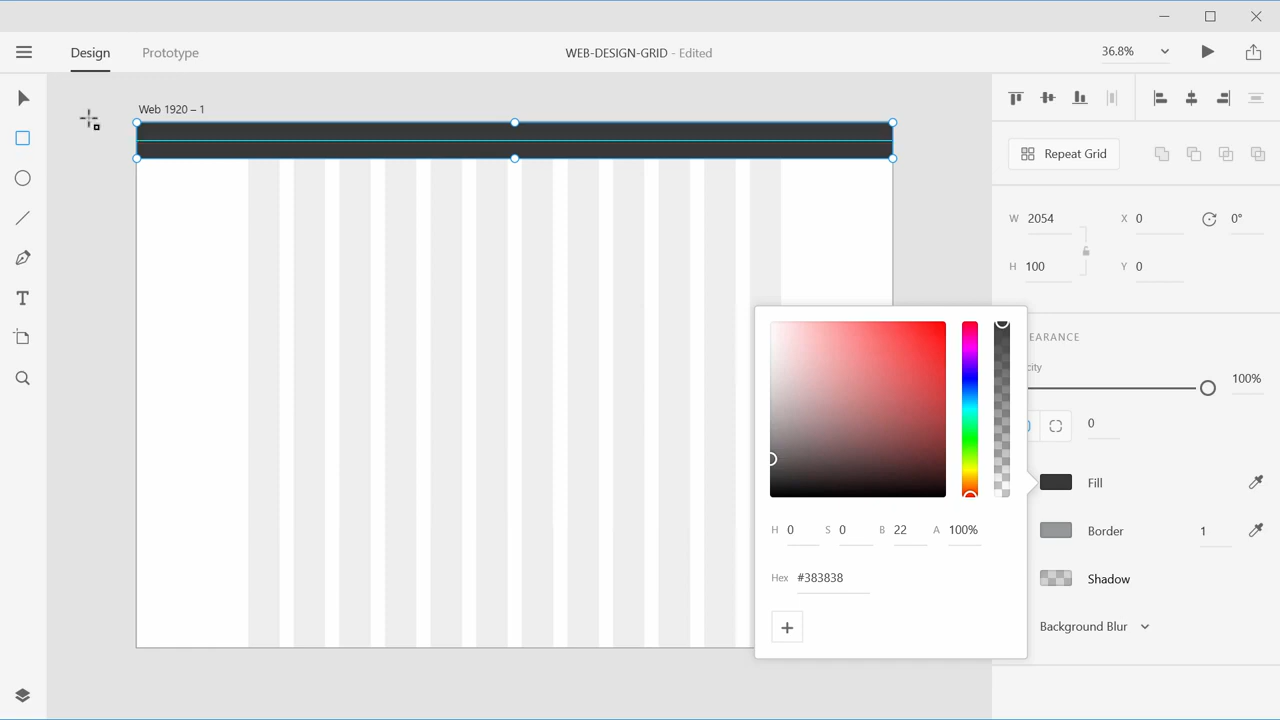 Design
Prototype
WEB-DESIGN-GRID - Edited
36.8%
Web 1920 – 1
Repeat Grid
W 2054
X 0
0°
H 100
Y 0
EARANCE
city
100%
0
Fill
H 0 S 0 B 22 A 100%
Border 1
Hex #383838
Shadow
Background Blur